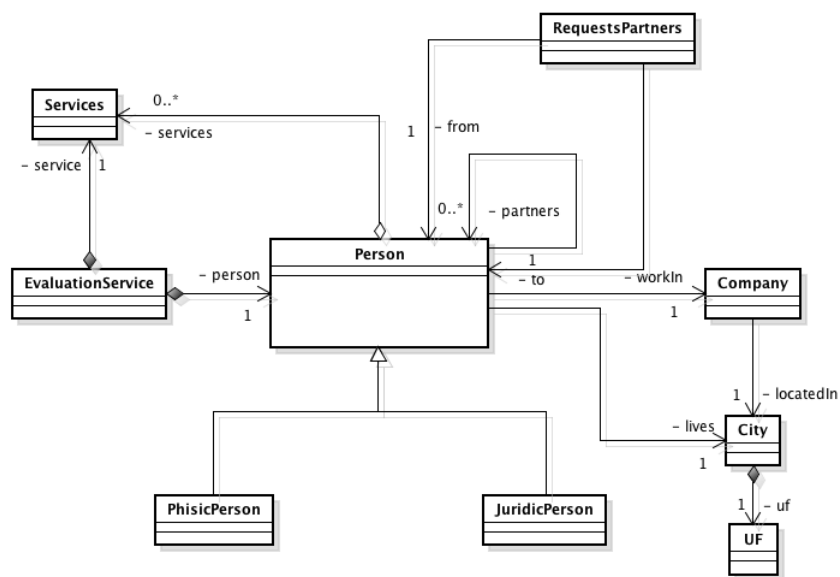 RequestsPartners
Services
0..*
– services
1
– from
– service
1
0..*
– partners
Person
1
– to
EvaluationService
– person
1
– workIn
1
Company
1
– locatedIn
– lives
1
City
1
– uf
UF
PhisicPerson
JuridicPerson